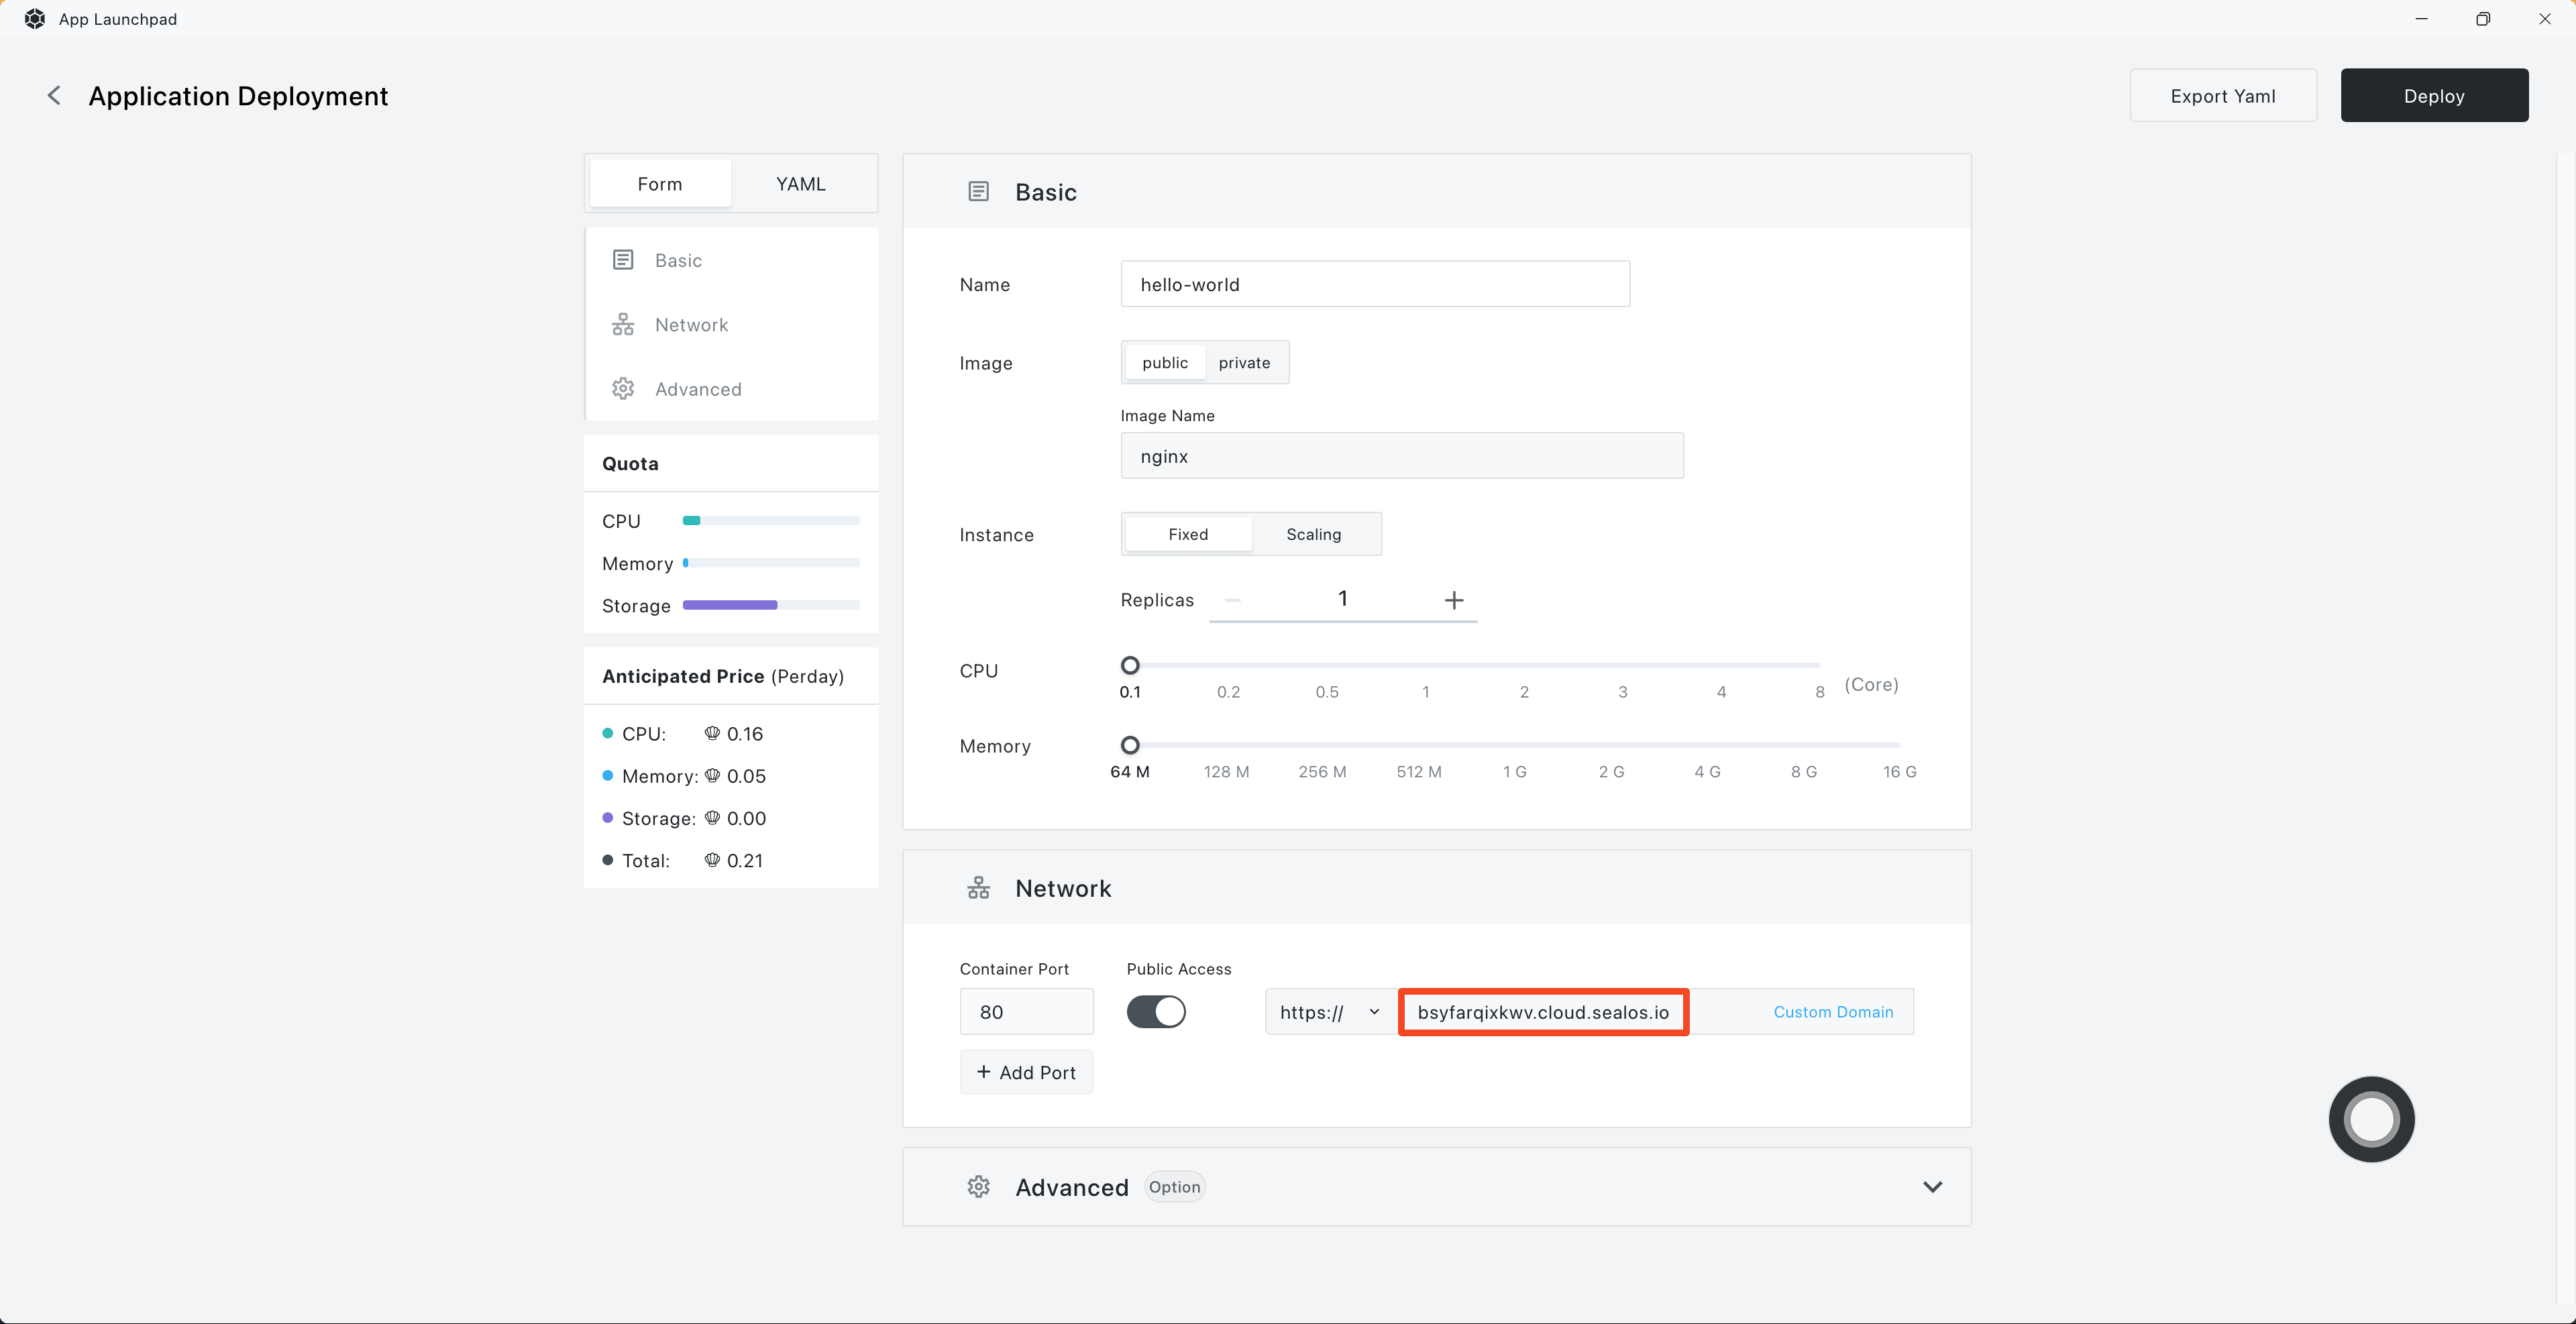 App Launchpad
Application Deployment
Export Yaml
Deploy
Form
YAML
Basic
Network
Advanced
Quota
CPU
Memory
Storage
Anticipated Price (Perday)
CPU: 0.16
Memory: 0.05
Storage: 0.00
Total: 0.21
Basic
Name
hello-world
Image
public
private
Image Name
nginx
Instance
Fixed
Scaling
Replicas
1
CPU
0.1 0.2 0.5 1 2 3 4 8 (Core)
Memory
64 M 128 M 256 M 512 M 1 G 2 G 4 G 8 G 16 G
Network
Container Port
Public Access
80
https://
bsyfarqixkwv.cloud.sealos.io
Custom Domain
+ Add Port
Advanced
Option